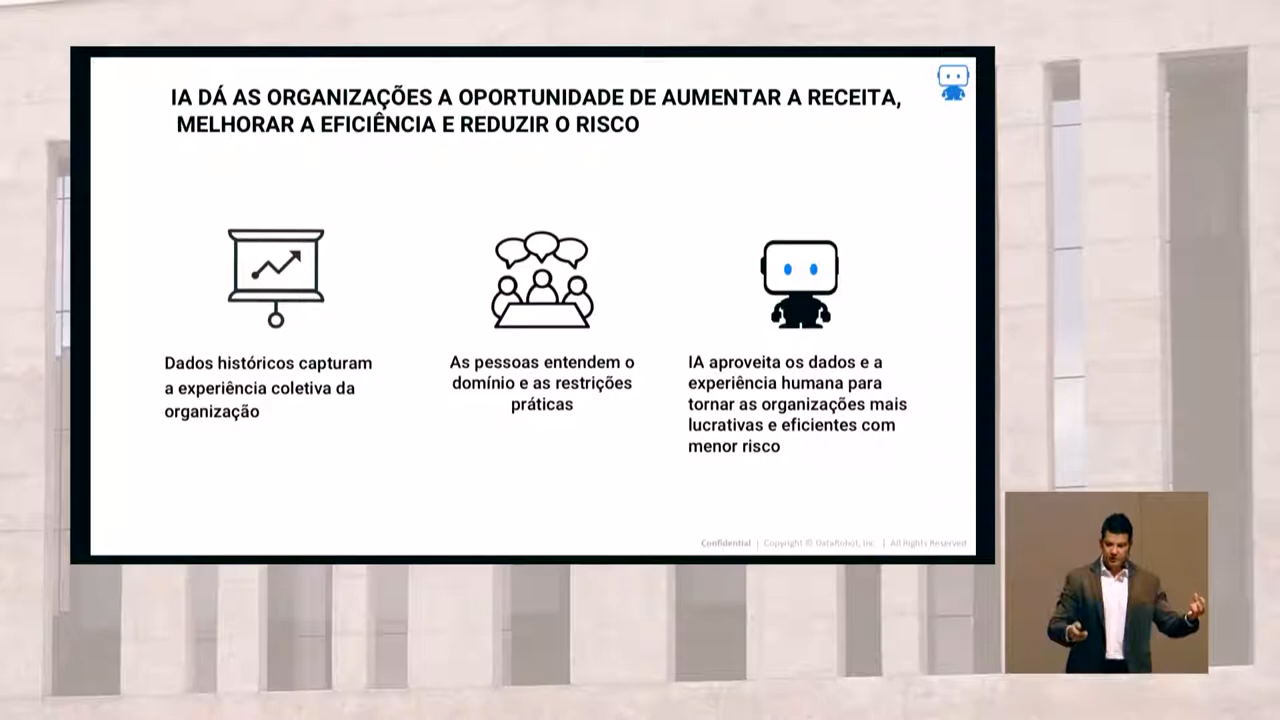 IA DÁ AS ORGANIZAÇÕES A OPORTUNIDADE DE AUMENTAR A RECEITA,
MELHORAR A EFICIÊNCIA E REDUZIR O RISCO
Dados históricos capturam
a experiência coletiva da
organização
As pessoas entendem o
domínio e as restrições
práticas
IA aproveita os dados e a
experiência humana para
tornar as organizações mais
lucrativas e eficientes com
menor risco
Confidential | Copyright © DataRobot, Inc. | All Rights Reserved